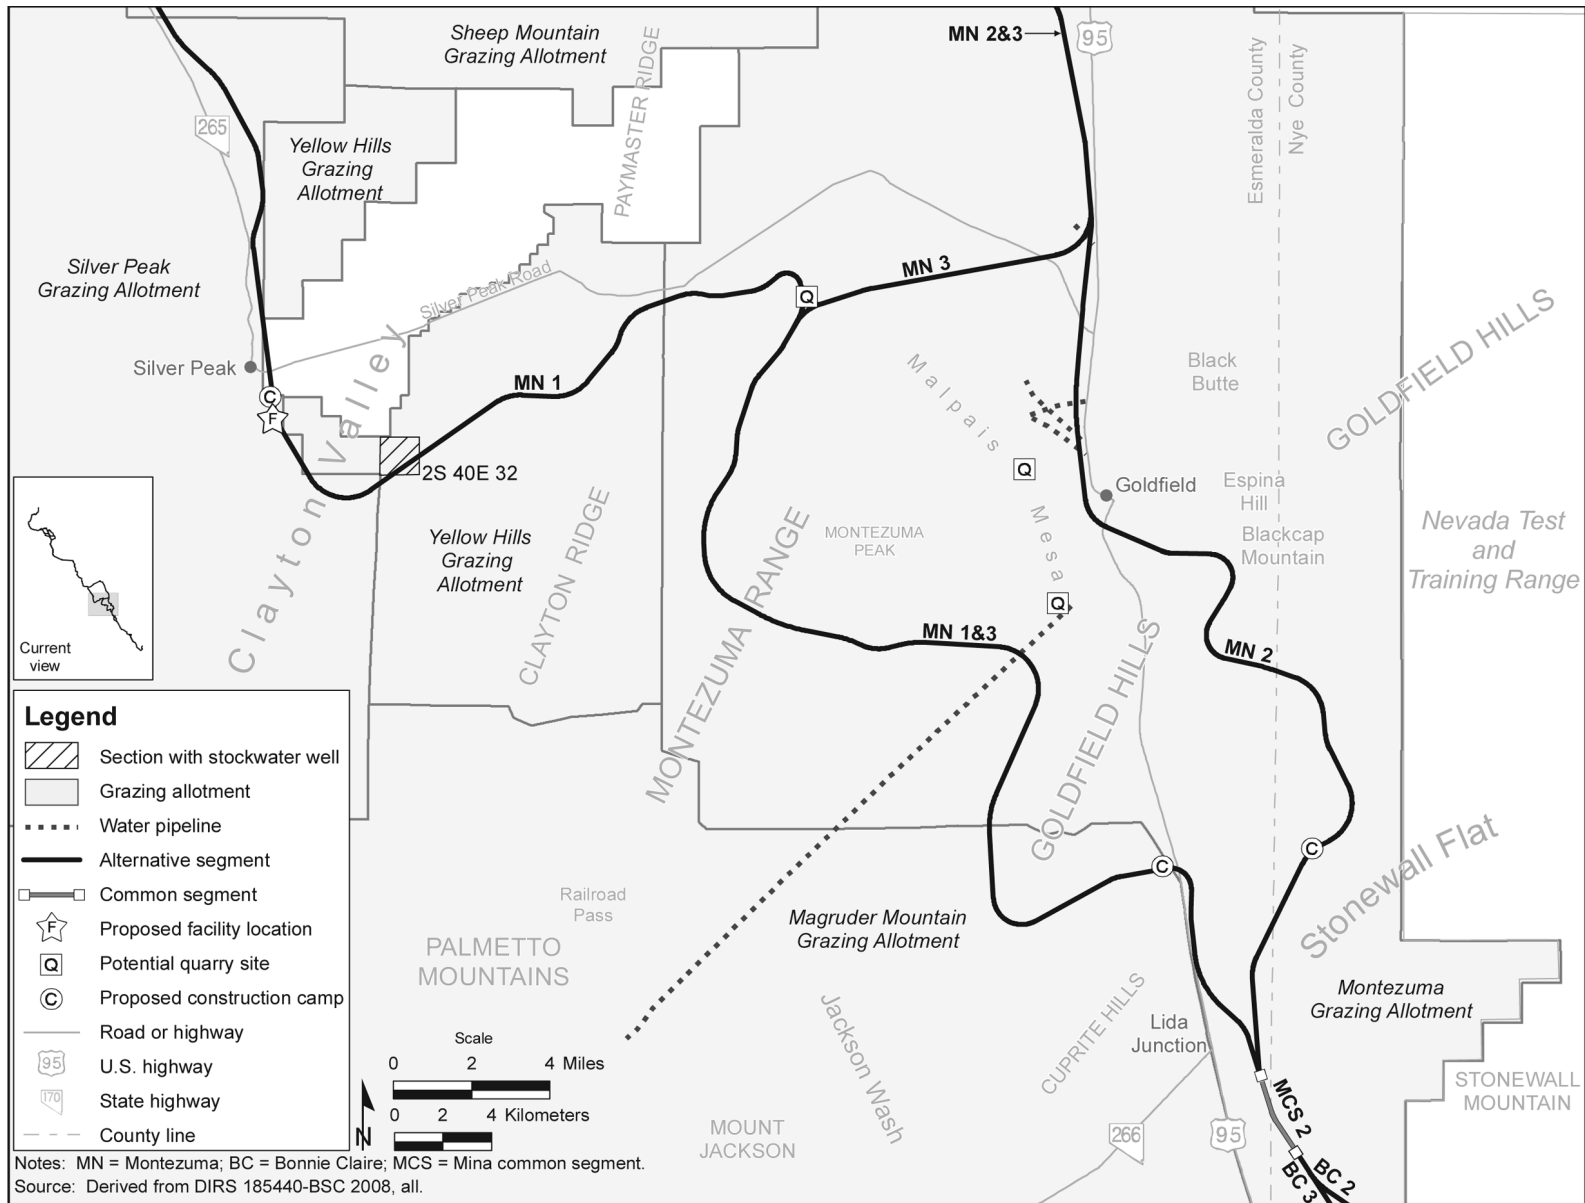 Sheep Mountain
Grazing Allotment
PAYMASTER RIDGE
MN 2&3
95
Esmeralda County
Nye County
265
Yellow Hills
Grazing
Allotment
Silver Peak
Grazing Allotment
Silver Peak Road
MN 3
Q
Silver Peak
C
F
MN 1
Clayton Valley
2S 40E 32
Malpais Mesa
Q
Black
Butte
GOLDFIELD HILLS
Goldfield
Espina
Hill
Blackcap
Mountain
Nevada Test
and
Training Range
Yellow Hills
Grazing
Allotment
CLAYTON RIDGE
MONTEZUMA RANGE
MONTEZUMA
PEAK
Q
MN 1&3
GOLDFIELD HILLS
MN 2
Current
view
C
C
Stonewall Flat
Railroad
Pass
PALMETTO
MOUNTAINS
Magruder Mountain
Grazing Allotment
Jackson Wash
CUPRITE HILLS
Lida
Junction
Montezuma
Grazing Allotment
STONEWALL
MOUNTAIN
MOUNT
JACKSON
266
95
MCS 2
BC 2
BC 3
Legend
Section with stockwater well
Grazing allotment
Water pipeline
Alternative segment
Common segment
F Proposed facility location
Q Potential quarry site
C Proposed construction camp
Road or highway
95 U.S. highway
170 State highway
County line
Scale
0 2 4 Miles
0 2 4 Kilometers
N
Notes: MN = Montezuma; BC = Bonnie Claire; MCS = Mina common segment.
Source: Derived from DIRS 185440-BSC 2008, all.